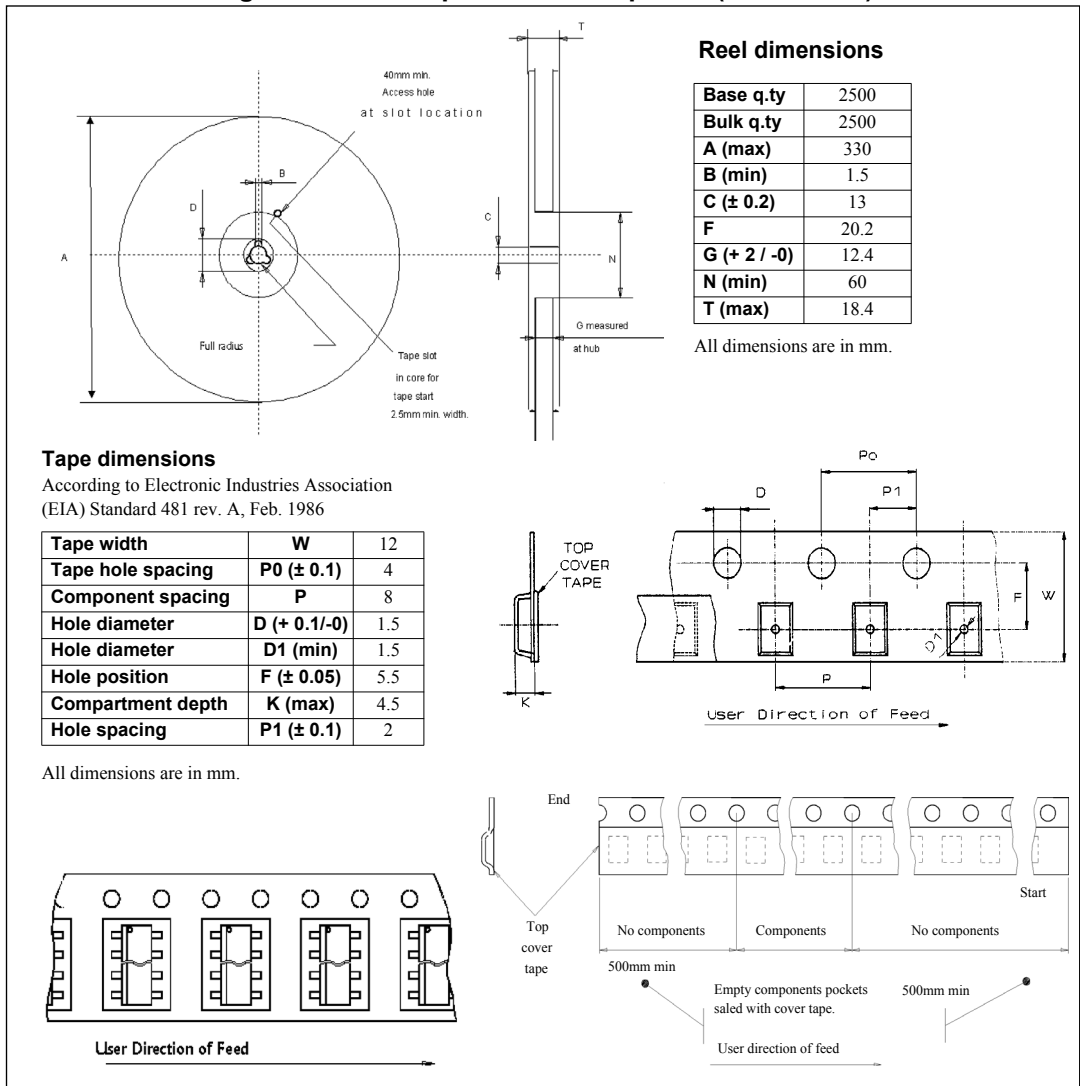 T
40mm min.
Access hole
at slot location
B
D
C
A
N
Full radius
G measured
at hub
Tape slot
in core for
tape start
2.5mm min. width.
Reel dimensions
Base q.ty 2500
Bulk q.ty 2500
A (max) 330
B (min) 1.5
C (± 0.2) 13
F 20.2
G (+ 2 / -0) 12.4
N (min) 60
T (max) 18.4
All dimensions are in mm.
Tape dimensions
According to Electronic Industries Association
(EIA) Standard 481 rev. A, Feb. 1986
Tape width W 12
Tape hole spacing P0 (± 0.1) 4
Component spacing P 8
Hole diameter D (+ 0.1/-0) 1.5
Hole diameter D1 (min) 1.5
Hole position F (± 0.05) 5.5
Compartment depth K (max) 4.5
Hole spacing P1 (± 0.1) 2
All dimensions are in mm.
Po
D
P1
TOP
COVER
TAPE
F
W
K
P
User Direction of Feed
End
Start
Top
cover
tape
No components
Components
No components
500mm min
Empty components pockets
saled with cover tape.
500mm min
User direction of feed
User Direction of Feed